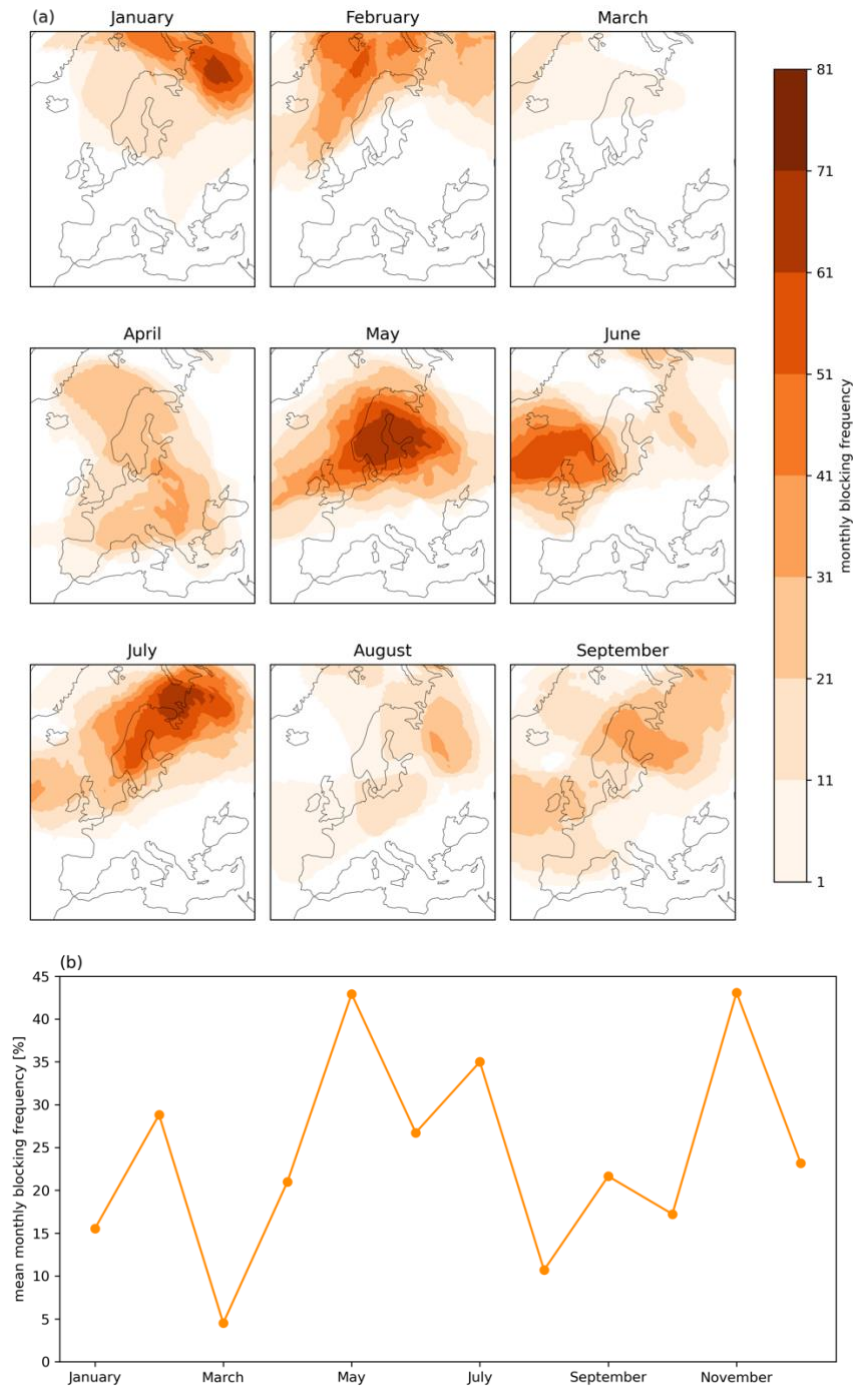 (a)
January
February
March
April
May
June
July
August
September
81
71
61
51
41
31
21
11
1
monthly blocking frequency
(b)
mean monthly blocking frequency [%]
45
40
35
30
25
20
15
10
5
0
January
March
May
July
September
November